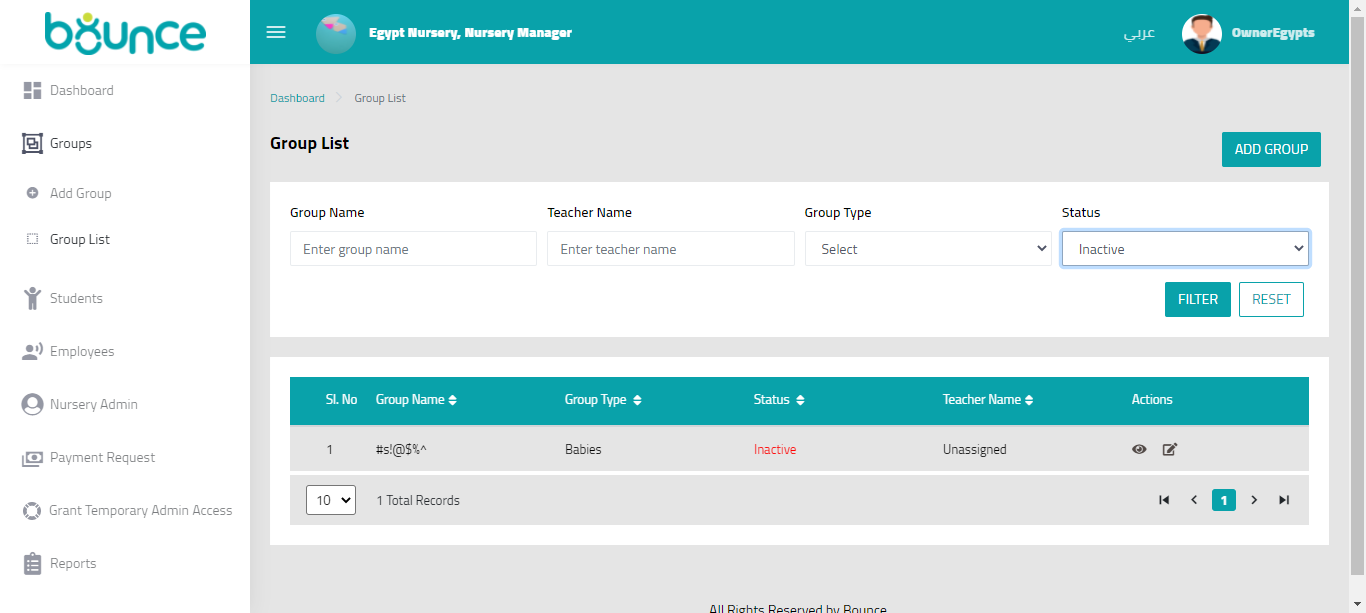 bounce
Egypt Nursery, Nursery Manager
عربي
OwnerEgypts
Dashboard
Groups
Add Group
Group List
Students
Employees
Nursery Admin
Payment Request
Grant Temporary Admin Access
Reports
Dashboard > Group List
Group List
ADD GROUP
Group Name Teacher Name Group Type Status
Enter group name Enter teacher name Select Inactive
FILTER RESET
Sl. No Group Name Group Type Status Teacher Name Actions
1 #s!@$%^ Babies Inactive Unassigned
10 1 Total Records 1
All Rights Reserved by Bounce